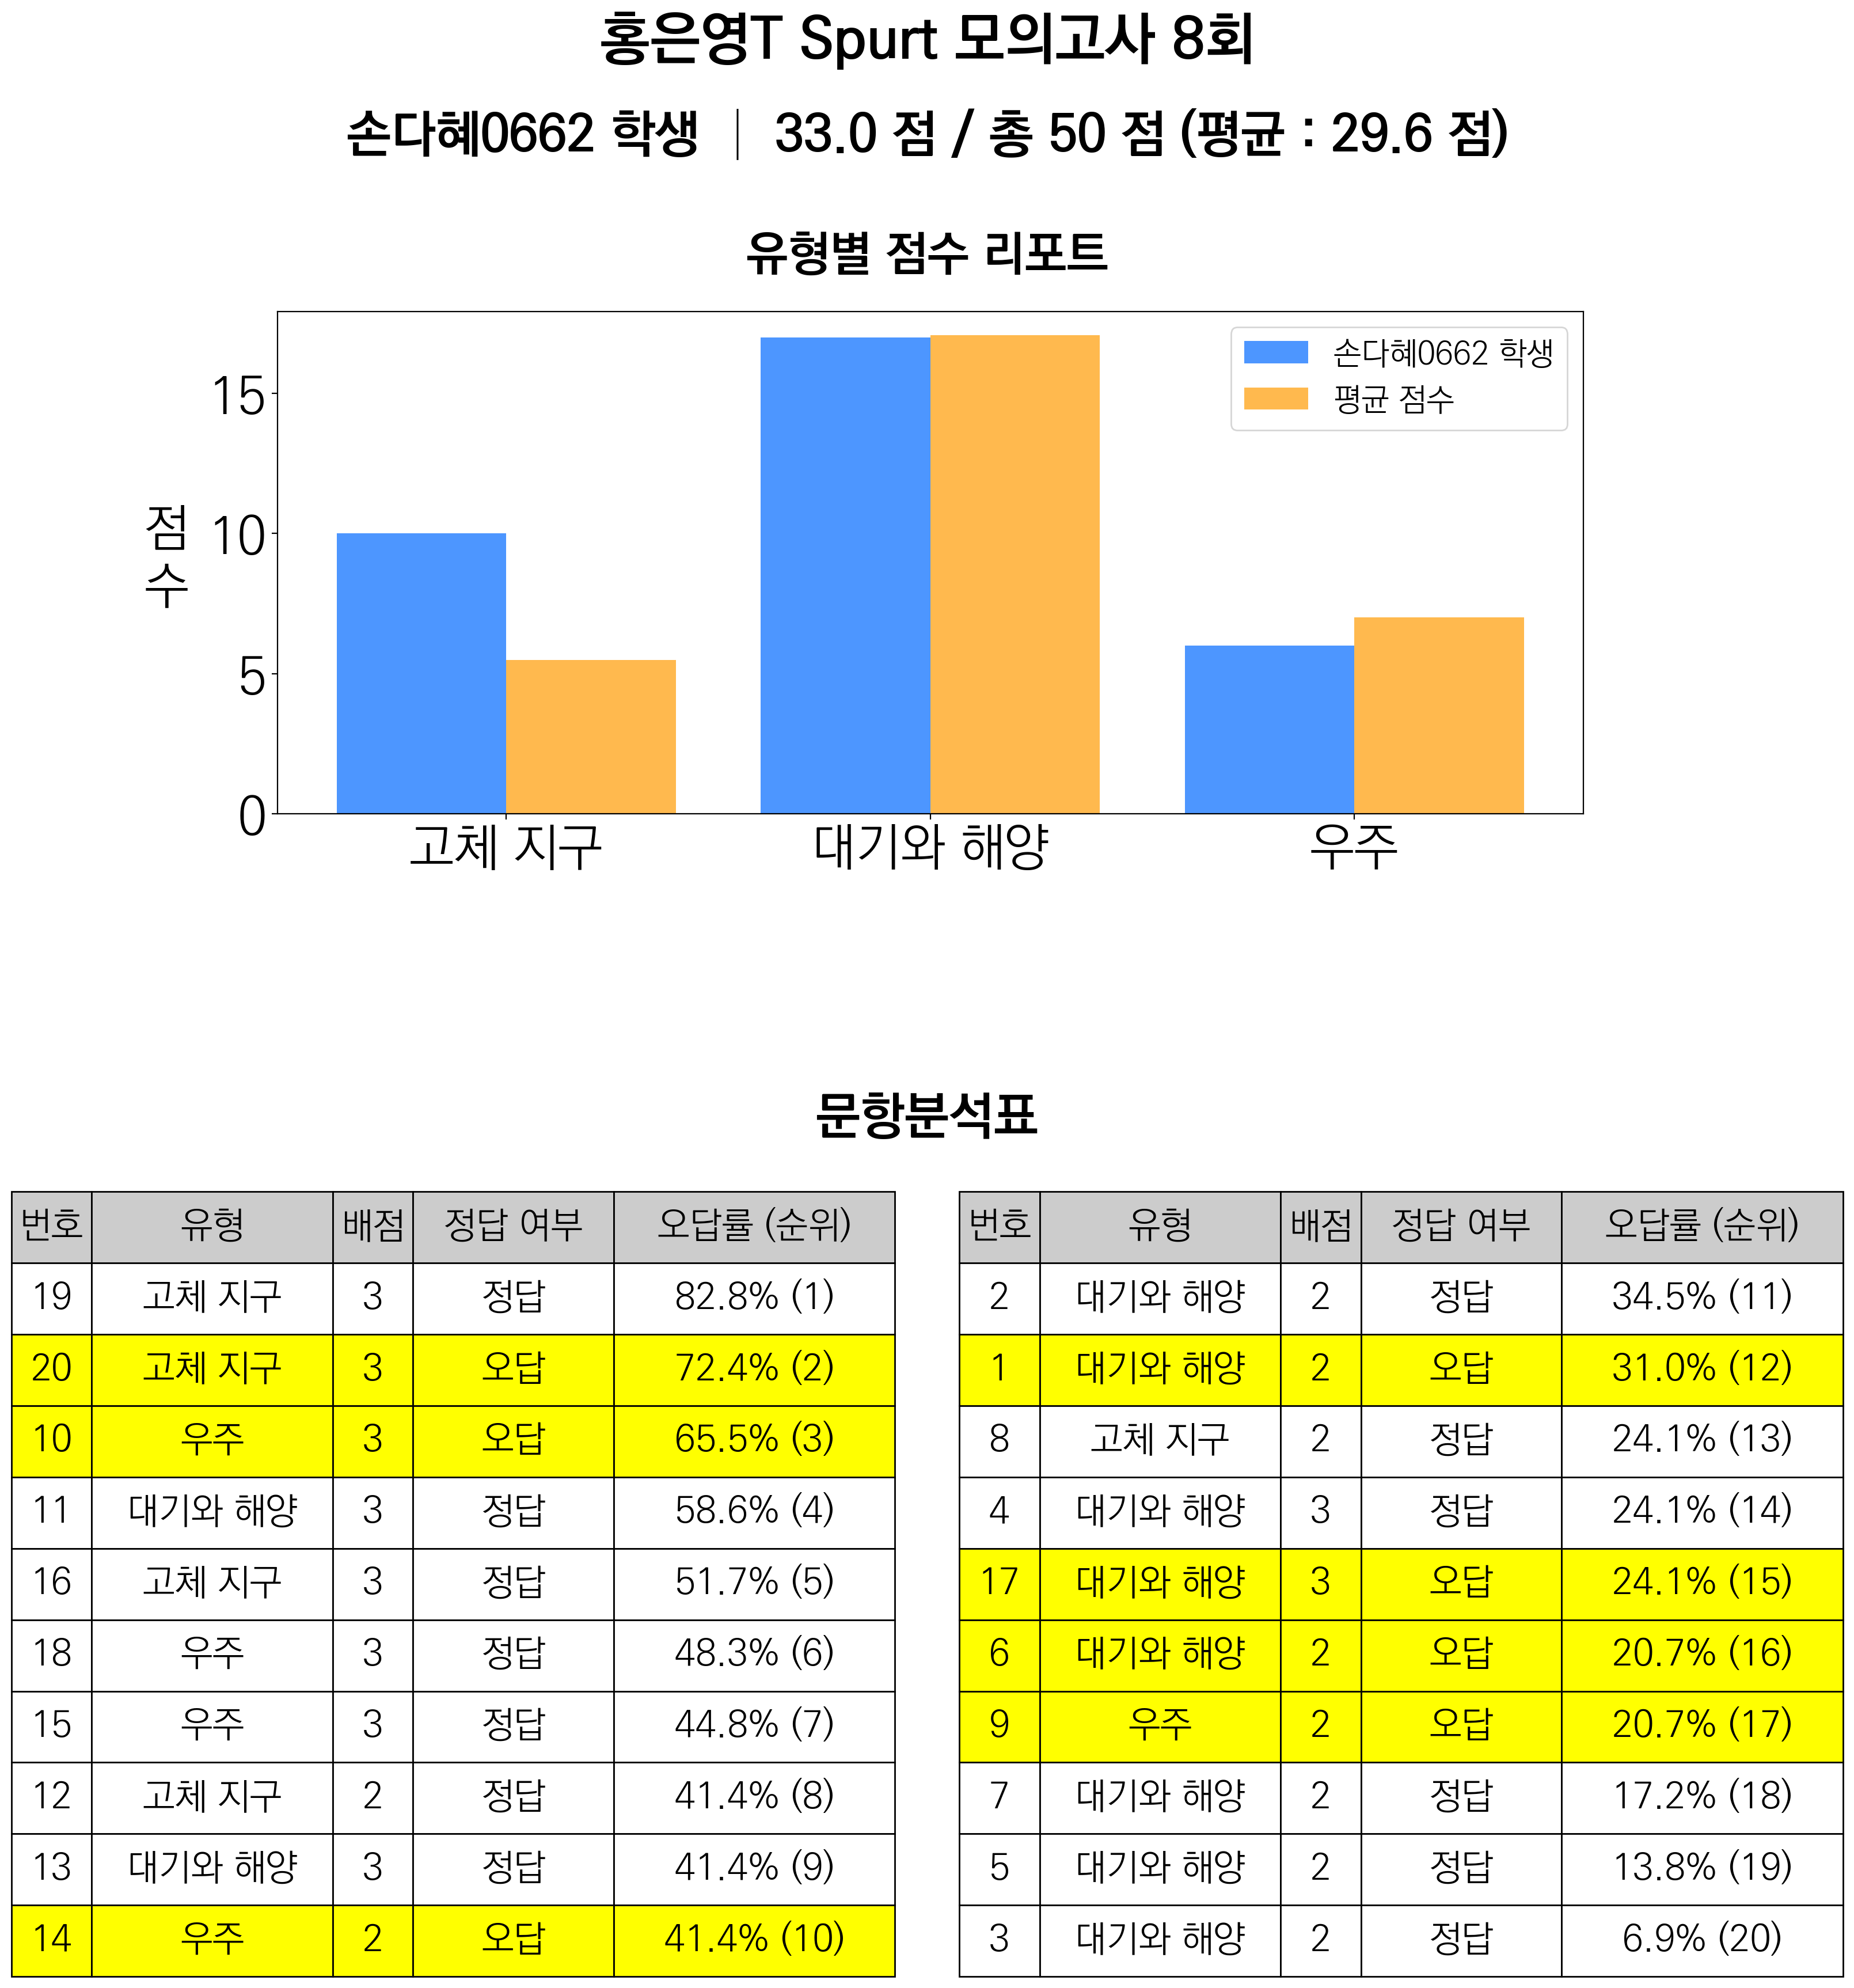 홍은영T Spurt 모의고사 8회
손다혜0662 학생 | 33.0 점 / 총 50 점 (평균 : 29.6 점)
유형별 점수 리포트
점수
15
10
5
0
손다혜0662 학생
평균 점수
고체 지구 대기와 해양 우주
문항분석표
번호 유형 배점 정답 여부 오답률 (순위)
19 고체 지구 3 정답 82.8% (1)
20 고체 지구 3 오답 72.4% (2)
10 우주 3 오답 65.5% (3)
11 대기와 해양 3 정답 58.6% (4)
16 고체 지구 3 정답 51.7% (5)
18 우주 3 정답 48.3% (6)
15 우주 3 정답 44.8% (7)
12 고체 지구 2 정답 41.4% (8)
13 대기와 해양 3 정답 41.4% (9)
14 우주 2 오답 41.4% (10)
번호 유형 배점 정답 여부 오답률 (순위)
2 대기와 해양 2 정답 34.5% (11)
1 대기와 해양 2 오답 31.0% (12)
8 고체 지구 2 정답 24.1% (13)
4 대기와 해양 3 정답 24.1% (14)
17 대기와 해양 3 오답 24.1% (15)
6 대기와 해양 2 오답 20.7% (16)
9 우주 2 오답 20.7% (17)
7 대기와 해양 2 정답 17.2% (18)
5 대기와 해양 2 정답 13.8% (19)
3 대기와 해양 2 정답 6.9% (20)